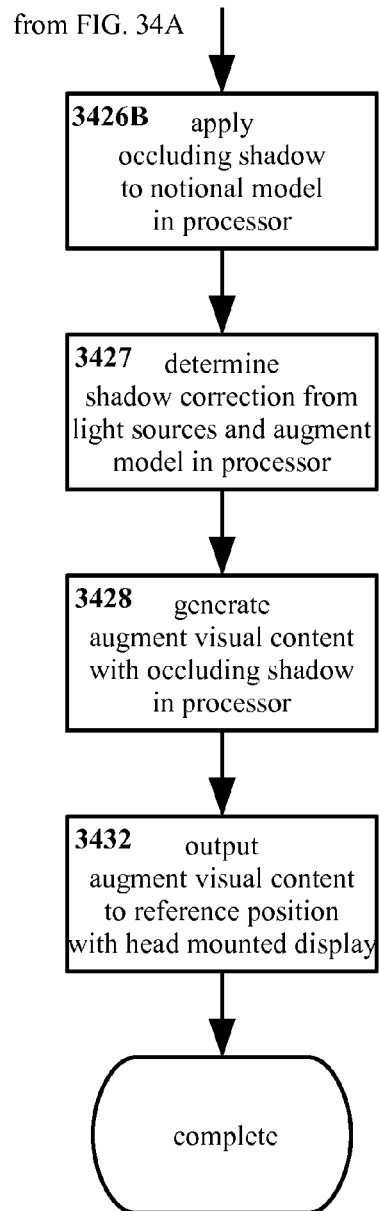 from FIG. 34A
3426B apply
occluding shadow
to notional model
in processor
3427 determine
shadow correction from
light sources and augment
model in processor
3428 generate
augment visual content
with occluding shadow
in processor
3432 output
augment visual content
to reference position
with head mounted display
complete